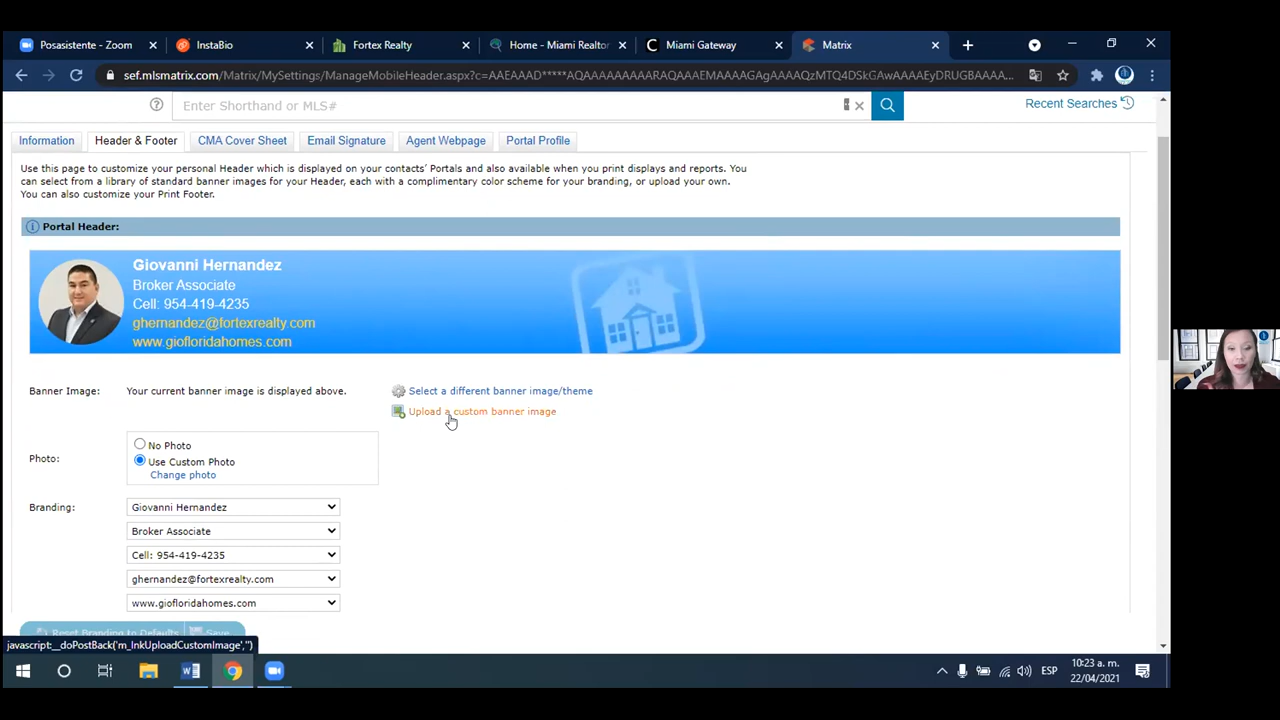 Posasistente - Zoom
InstaBio
Fortex Realty
Home - Miami Realtor
Miami Gateway
Matrix
sef.mlsmatrix.com/Matrix/MySettings/ManageMobileHeader.aspx?c=AAEAAAD*****AQAAAAAAAAARAQAAAEMAAAAGAgAAAAQzMTQ4DSkGAwAAAAEyDRUGBAAAA...
Enter Shorthand or MLS#
Recent Searches
Information
Header & Footer
CMA Cover Sheet
Email Signature
Agent Webpage
Portal Profile
Use this page to customize your personal Header which is displayed on your contacts' Portals and also available when you print displays and reports. You
can select from a library of standard banner images for your Header, each with a complimentary color scheme for your branding, or upload your own.
You can also customize your Print Footer.
Portal Header:
Giovanni Hernandez
Broker Associate
Cell: 954-419-4235
ghernandez@fortexrealty.com
www.giofloridahomes.com
Banner Image:
Your current banner image is displayed above.
Select a different banner image/theme
Upload a custom banner image
Photo:
No Photo
Use Custom Photo
Change photo
Branding:
Giovanni Hernandez
Broker Associate
Cell: 954-419-4235
ghernandez@fortexrealty.com
www.giofloridahomes.com
Reset Branding to Defaults
Save
javascript:__doPostBack('m_lnkUploadCustomImage','')
ESP
10:23 a. m.
22/04/2021